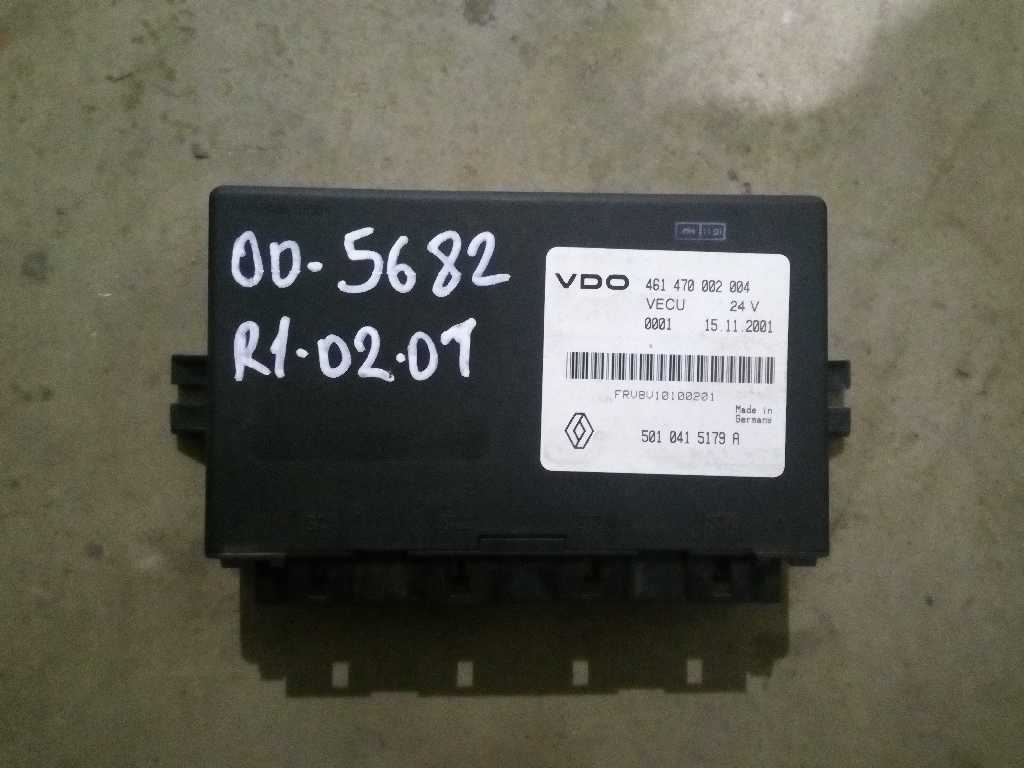 OD-5682
R1-02-01
VDO 461 470 002 004
VECU 24 V
0001 15.11.2001
FRVBV10100201
Made in
Germany
501 041 5179 A